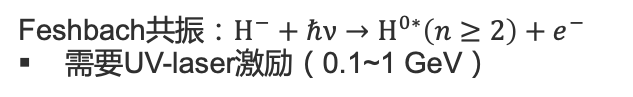 Feshbach共振：H⁻ + ℏν → H⁰*(n ≥ 2) + e⁻
▪ 需要UV-laser激励（0.1~1 GeV）